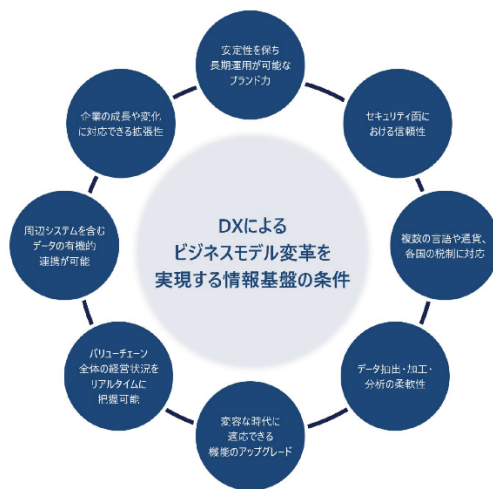 安定性を保ち
長期運用が可能な
ブランド力
セキュリティ面に
おける信頼性
複数の言語や通貨、
各国の税制に対応
データ抽出・加工・
分析の柔軟性
変容な時代に
適応できる
機能のアップグレード
バリューチェーン
全体の経営状況を
リアルタイムに
把握可能
周辺システムを含む
データの有機的
連携が可能
企業の成長や変化
に対応できる拡張性
DXによる
ビジネスモデル変革を
実現する情報基盤の条件